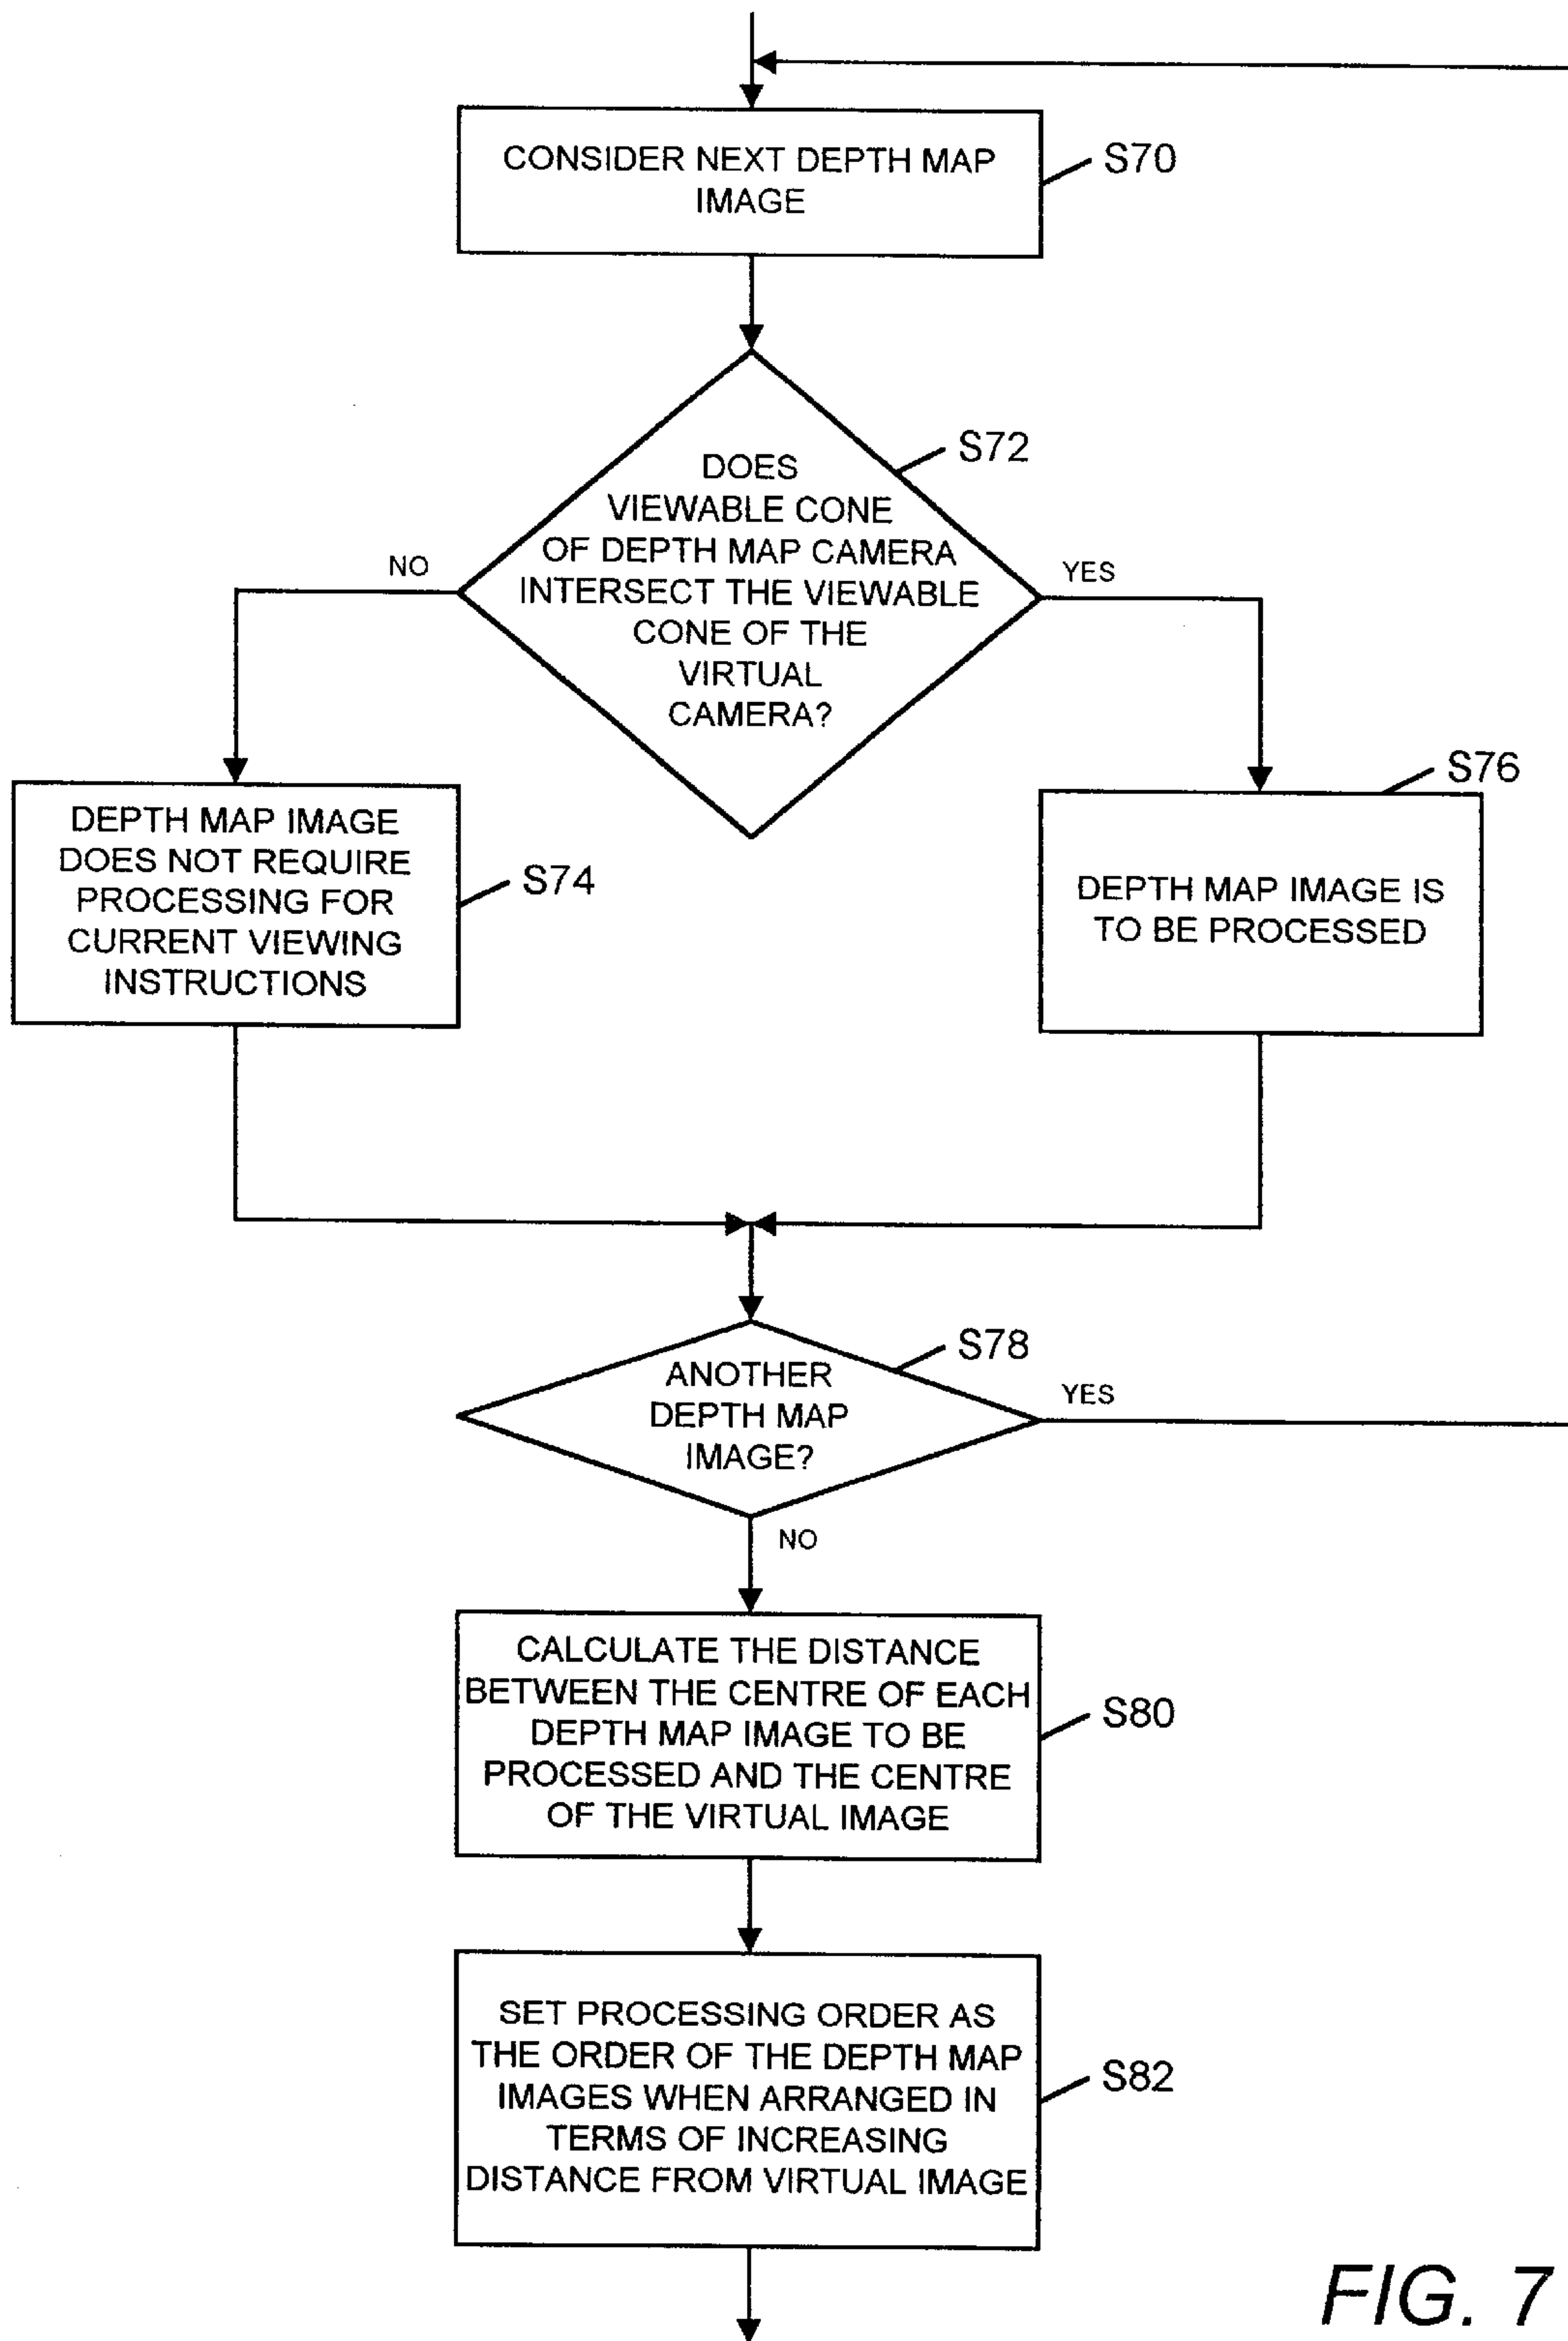 CONSIDER NEXT DEPTH MAP
IMAGE
S70
DOES
VIEWABLE CONE
OF DEPTH MAP CAMERA
INTERSECT THE VIEWABLE
CONE OF THE
VIRTUAL
CAMERA?
S72
NO
YES
DEPTH MAP IMAGE
DOES NOT REQUIRE
PROCESSING FOR
CURRENT VIEWING
INSTRUCTIONS
S74
S76
DEPTH MAP IMAGE IS
TO BE PROCESSED
ANOTHER
DEPTH MAP
IMAGE?
S78
YES
NO
CALCULATE THE DISTANCE
BETWEEN THE CENTRE OF EACH
DEPTH MAP IMAGE TO BE
PROCESSED AND THE CENTRE
OF THE VIRTUAL IMAGE
S80
SET PROCESSING ORDER AS
THE ORDER OF THE DEPTH MAP
IMAGES WHEN ARRANGED IN
TERMS OF INCREASING
DISTANCE FROM VIRTUAL IMAGE
S82
FIG. 7